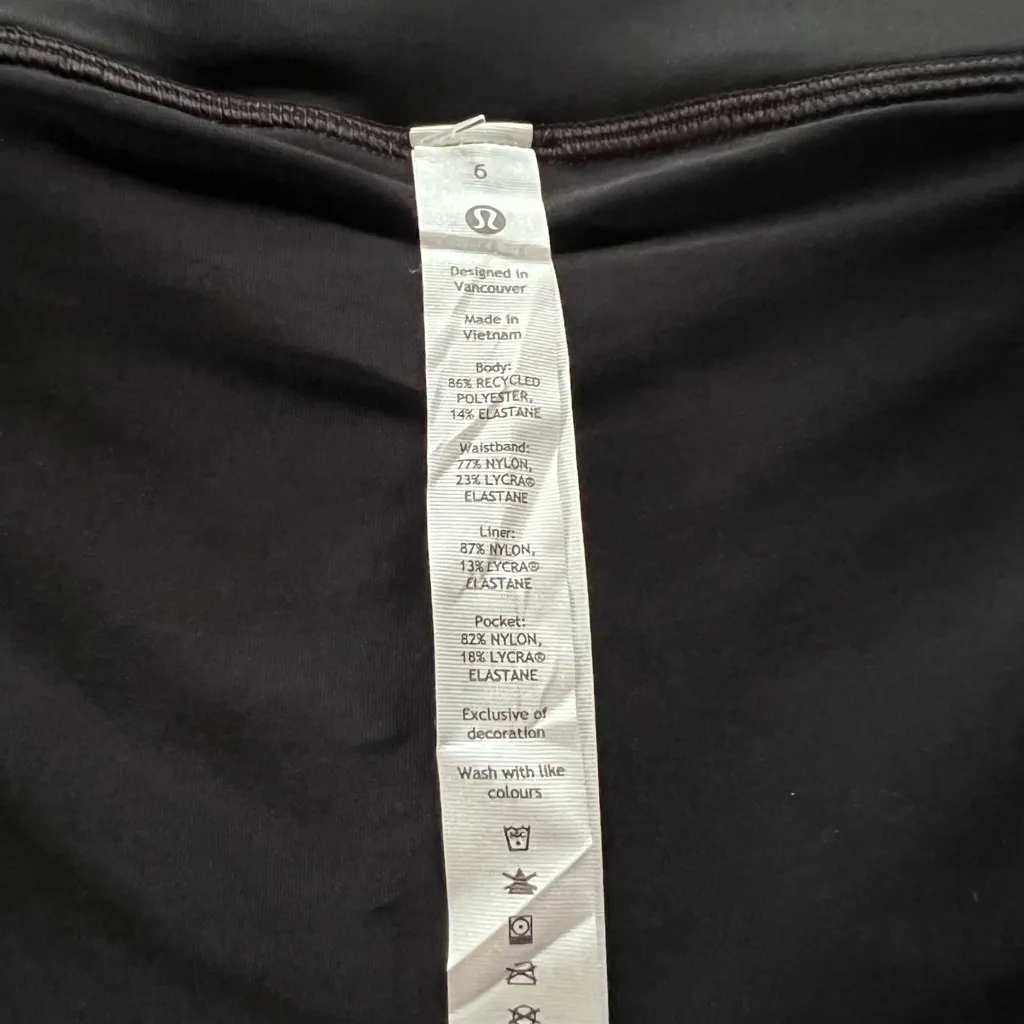 6
Designed in
Vancouver
Made in
Vietnam
Body:
86% RECYCLED
POLYESTER,
14% ELASTANE
Waistband:
77% NYLON,
23% LYCRA®
ELASTANE
Liner:
87% NYLON,
13% LYCRA®
ELASTANE
Pocket:
82% NYLON,
18% LYCRA®
ELASTANE
Exclusive of
decoration
Wash with like
colours